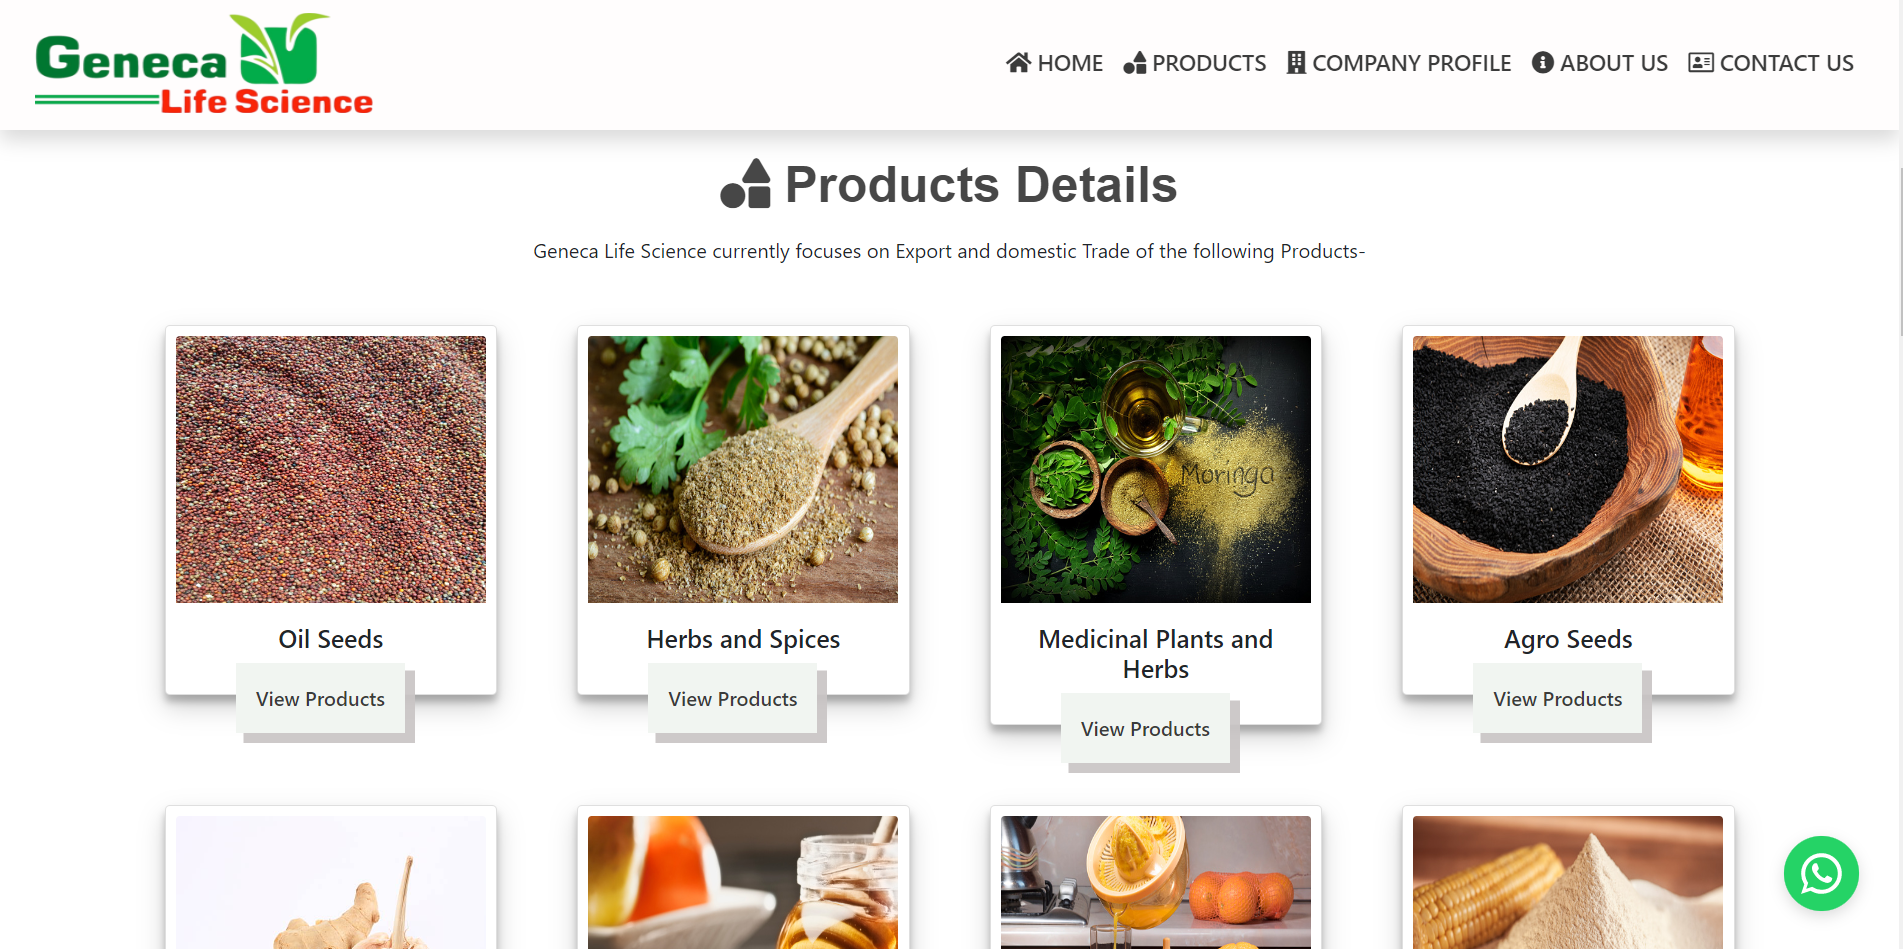 Geneca
Life Science
HOME
PRODUCTS
COMPANY PROFILE
ABOUT US
CONTACT US
Products Details
Geneca Life Science currently focuses on Export and domestic Trade of the following Products-
Moringa
Oil Seeds
View Products
Herbs and Spices
View Products
Medicinal Plants and
Herbs
View Products
Agro Seeds
View Products